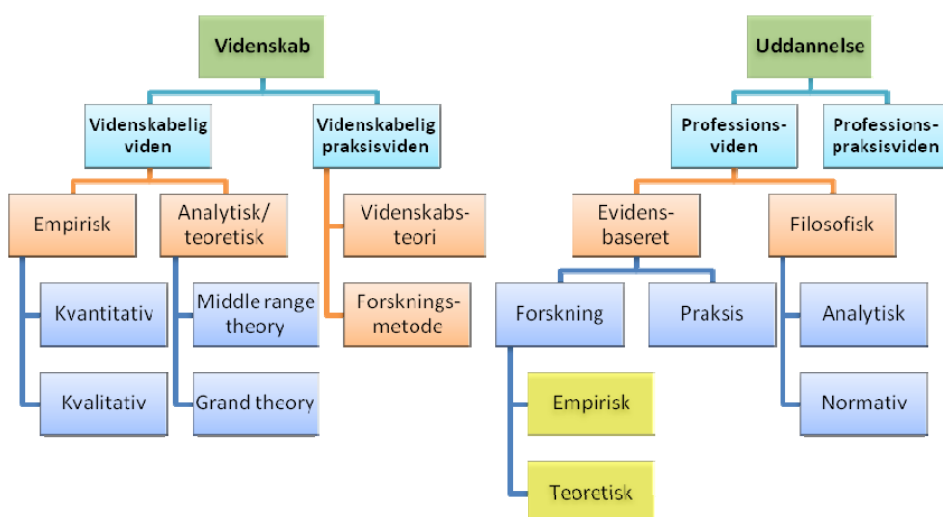 Videnskab
Videnskabelig
viden
Videnskabelig
praksisviden
Empirisk
Analytisk/
teoretisk
Videnskabs-
teori
Kvantitativ
Middle range
theory
Forsknings-
metode
Kvalitativ
Grand theory
Uddannelse
Professions-
viden
Professions-
praksisviden
Evidens-
baseret
Filosofisk
Forskning
Praksis
Analytisk
Empirisk
Normativ
Teoretisk